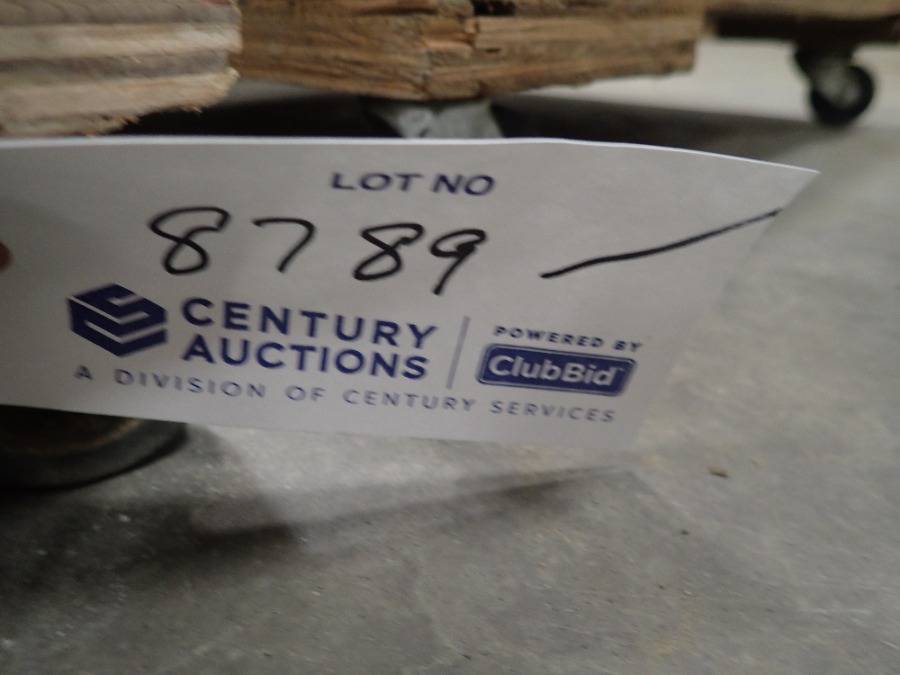 LOT NO
8789 —
CENTURY
AUCTIONS
A DIVISION OF CENTURY SERVICES
POWERED BY
ClubBid